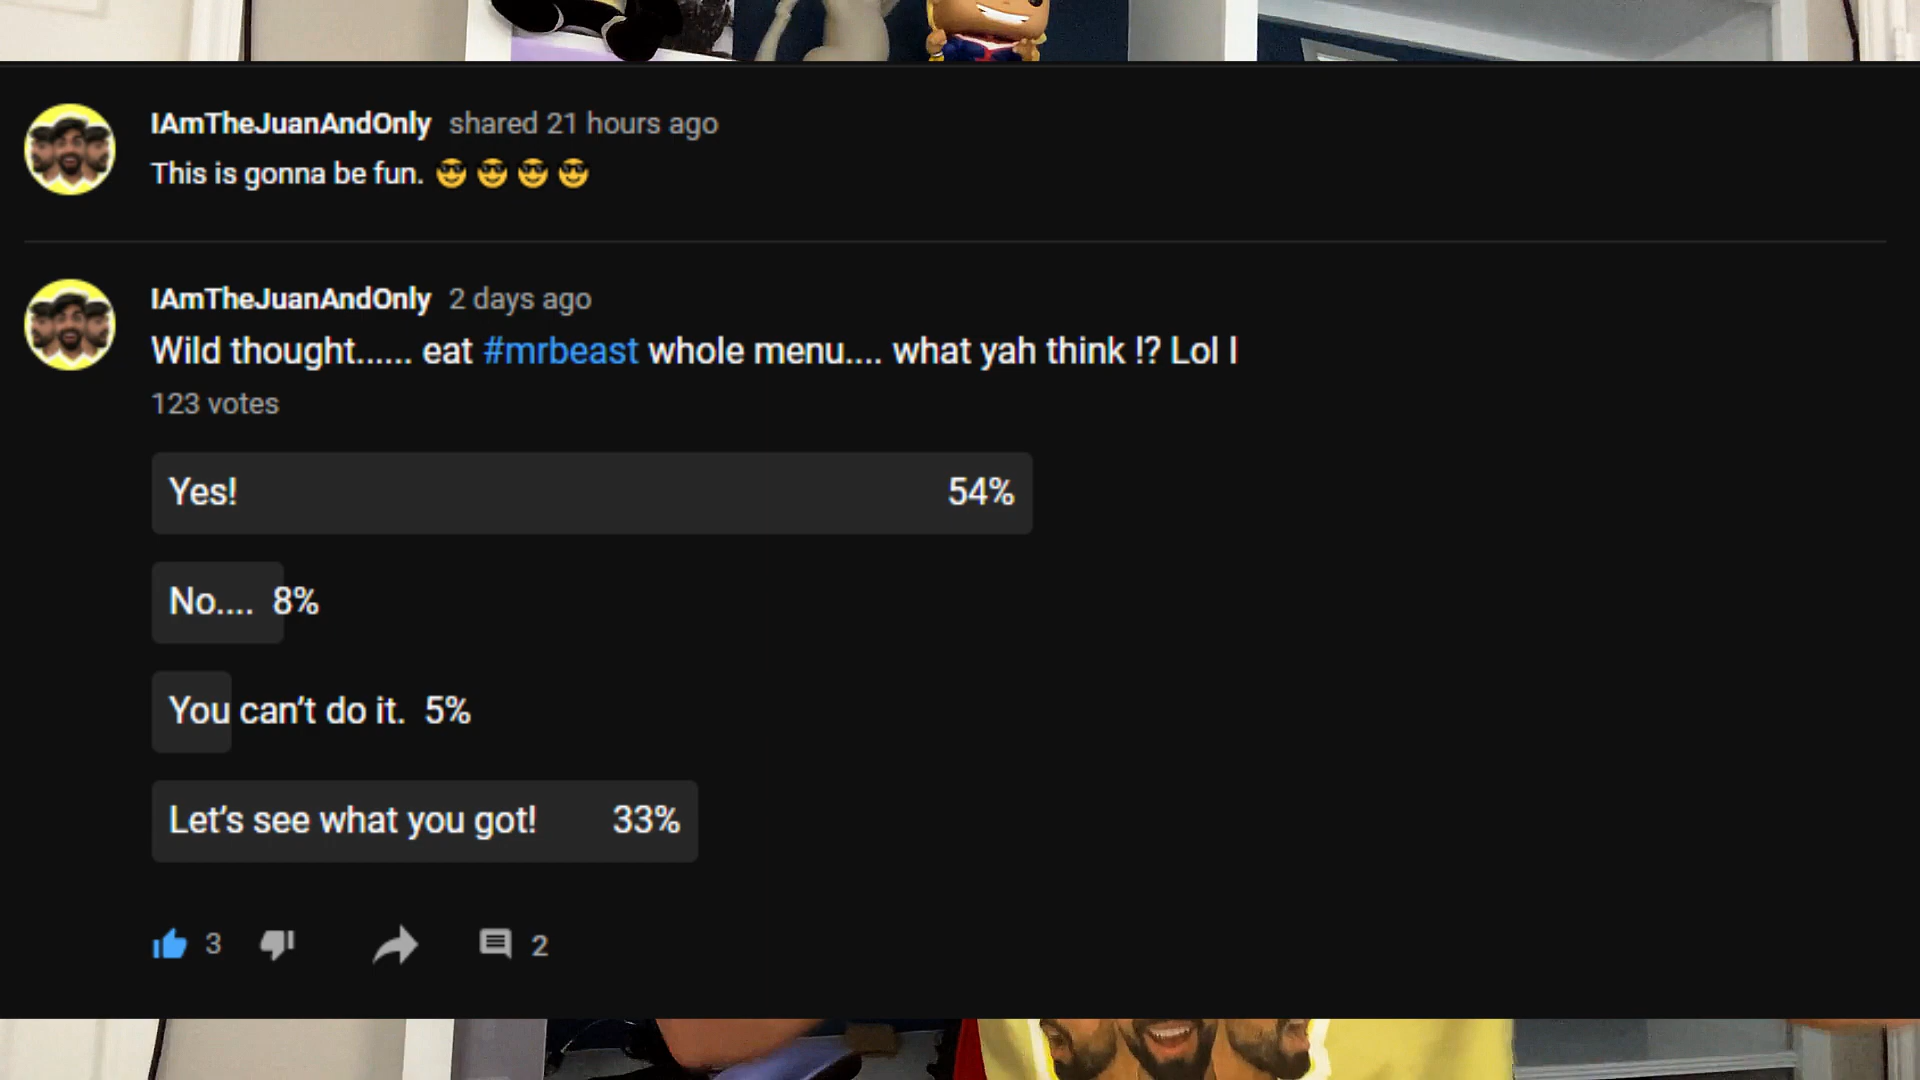 IAmTheJuanAndOnly shared 21 hours ago
This is gonna be fun. 😎 😎 😎 😎
IAmTheJuanAndOnly 2 days ago
Wild thought...... eat #mrbeast whole menu.... what yah think !? Lol I
123 votes
Yes! 54%
No.... 8%
You can’t do it. 5%
Let’s see what you got! 33%
3 2